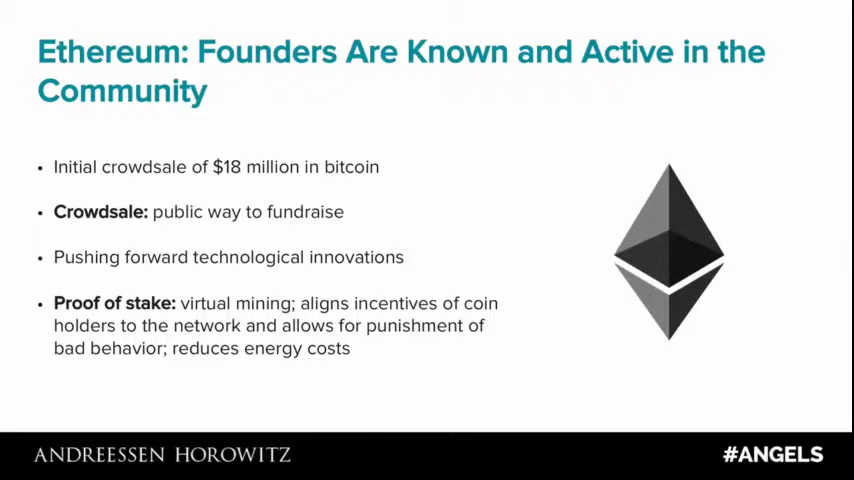 Ethereum: Founders Are Known and Active in the
Community
• Initial crowdsale of $18 million in bitcoin
• Crowdsale: public way to fundraise
• Pushing forward technological innovations
• Proof of stake: virtual mining; aligns incentives of coin
holders to the network and allows for punishment of
bad behavior; reduces energy costs
ANDREESSEN HOROWITZ
#ANGELS